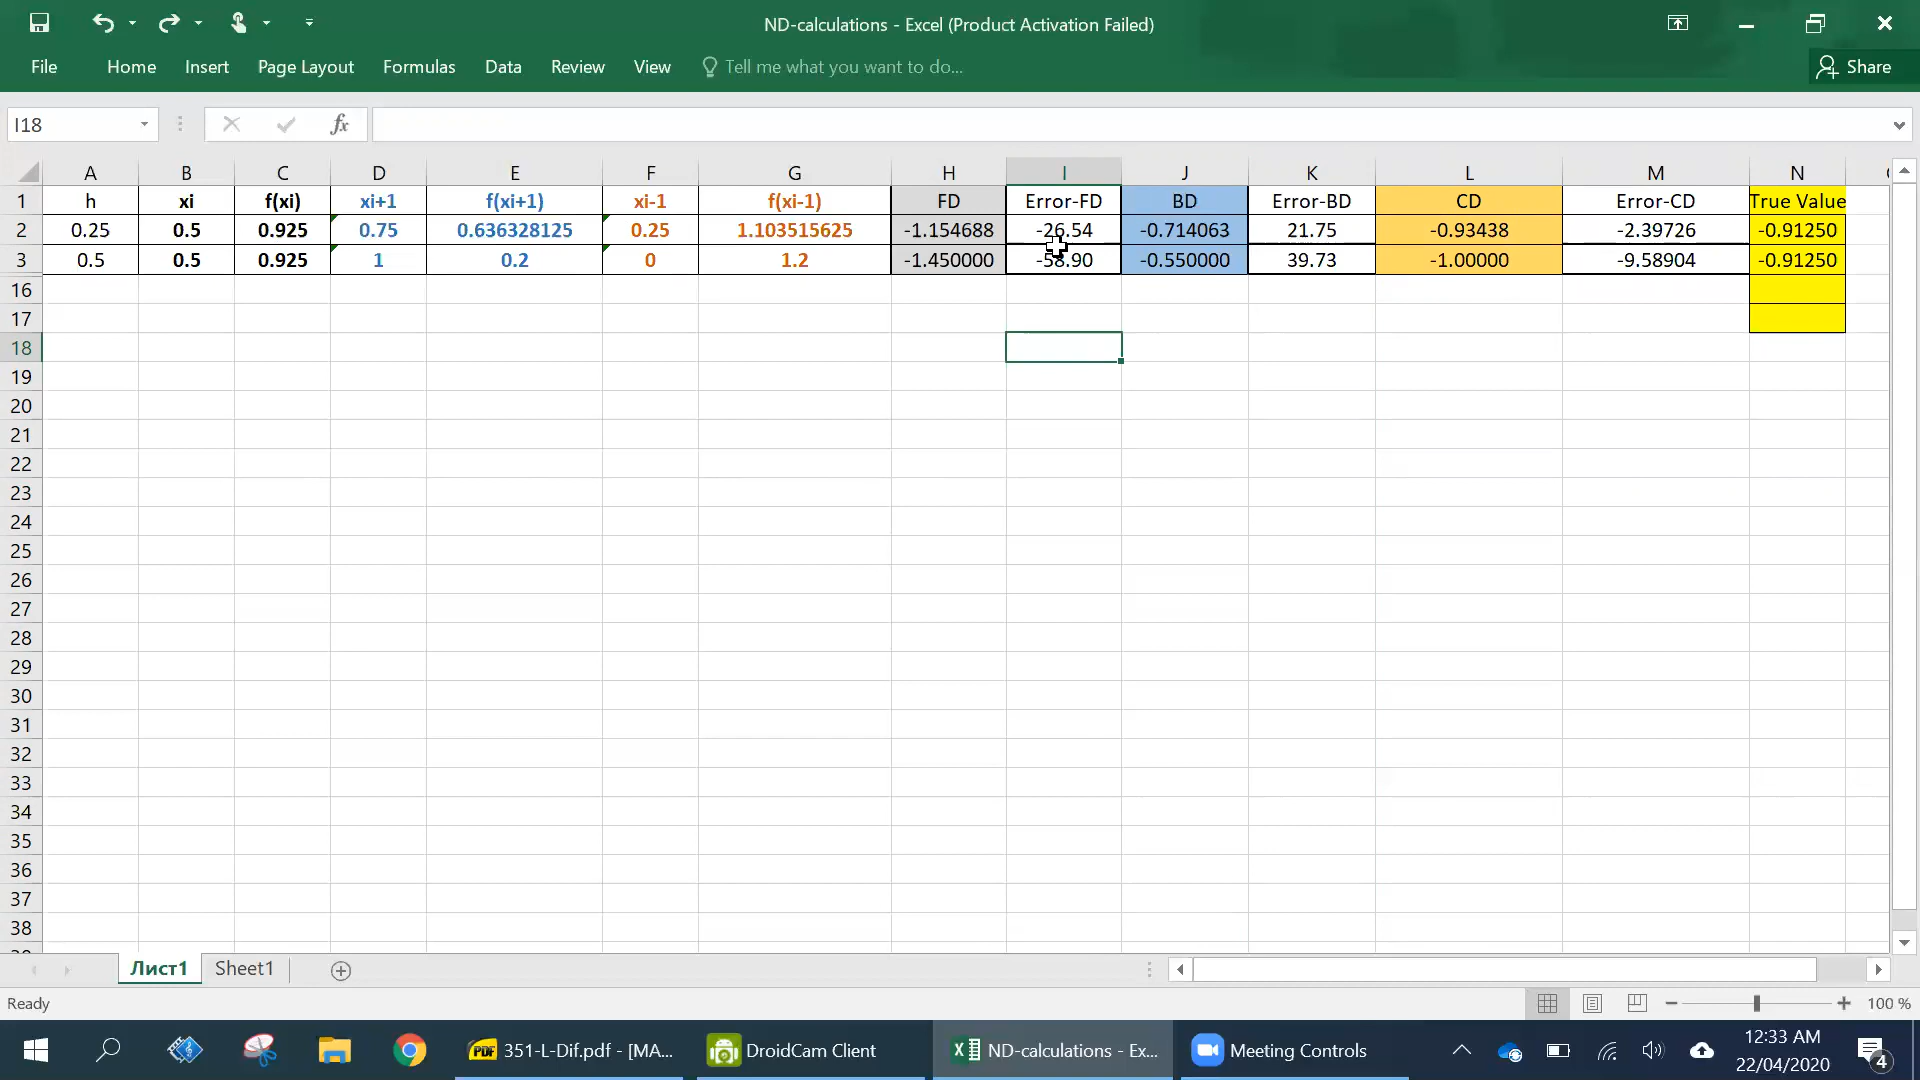 ND-calculations - Excel (Product Activation Failed)
File Home Insert Page Layout Formulas Data Review View Tell me what you want to do... Share
I18 fx
A B C D E F G H I J K L M N
1 h xi f(xi) xi+1 f(xi+1) xi-1 f(xi-1) FD Error-FD BD Error-BD CD Error-CD True Value
2 0.25 0.5 0.925 0.75 0.636328125 0.25 1.103515625 -1.154688 -26.54 -0.714063 21.75 -0.93438 -2.39726 -0.91250
3 0.5 0.5 0.925 1 0.2 0 1.2 -1.450000 -58.90 -0.550000 39.73 -1.00000 -9.58904 -0.91250
16
17
18
19
20
21
22
23
24
25
26
27
28
29
30
31
32
33
34
35
36
37
38
Лист1 Sheet1
Ready 100 %
PDF 351-L-Dif.pdf - [MA... DroidCam Client ND-calculations - Ex... Meeting Controls 12:33 AM
22/04/2020 4